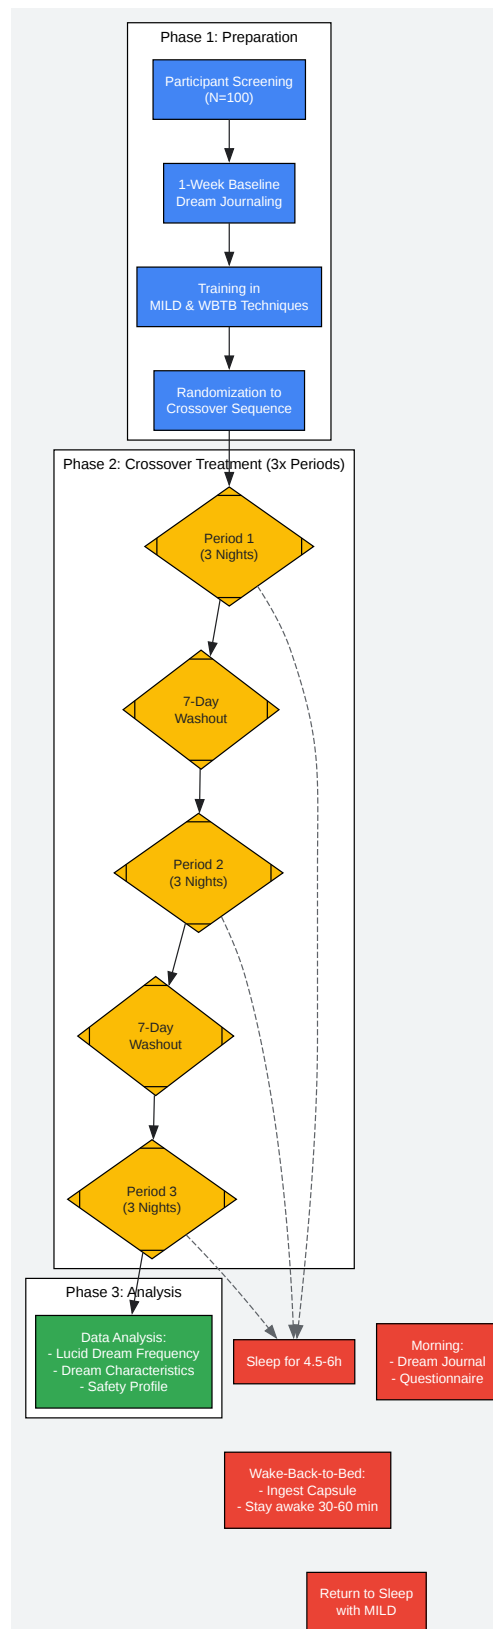 Phase 1: Preparation
Participant Screening
(N=100)
1-Week Baseline
Dream Journaling
Training in
MILD & WBTB Techniques
Randomization to
Crossover Sequence
Phase 2: Crossover Treatment (3x Periods)
Period 1
(3 Nights)
7-Day
Washout
Period 2
(3 Nights)
7-Day
Washout
Period 3
(3 Nights)
Phase 3: Analysis
Data Analysis:
- Lucid Dream Frequency
- Dream Characteristics
- Safety Profile
Sleep for 4.5-6h
Morning:
- Dream Journal
- Questionnaire
Wake-Back-to-Bed:
- Ingest Capsule
- Stay awake 30-60 min
Return to Sleep
with MILD